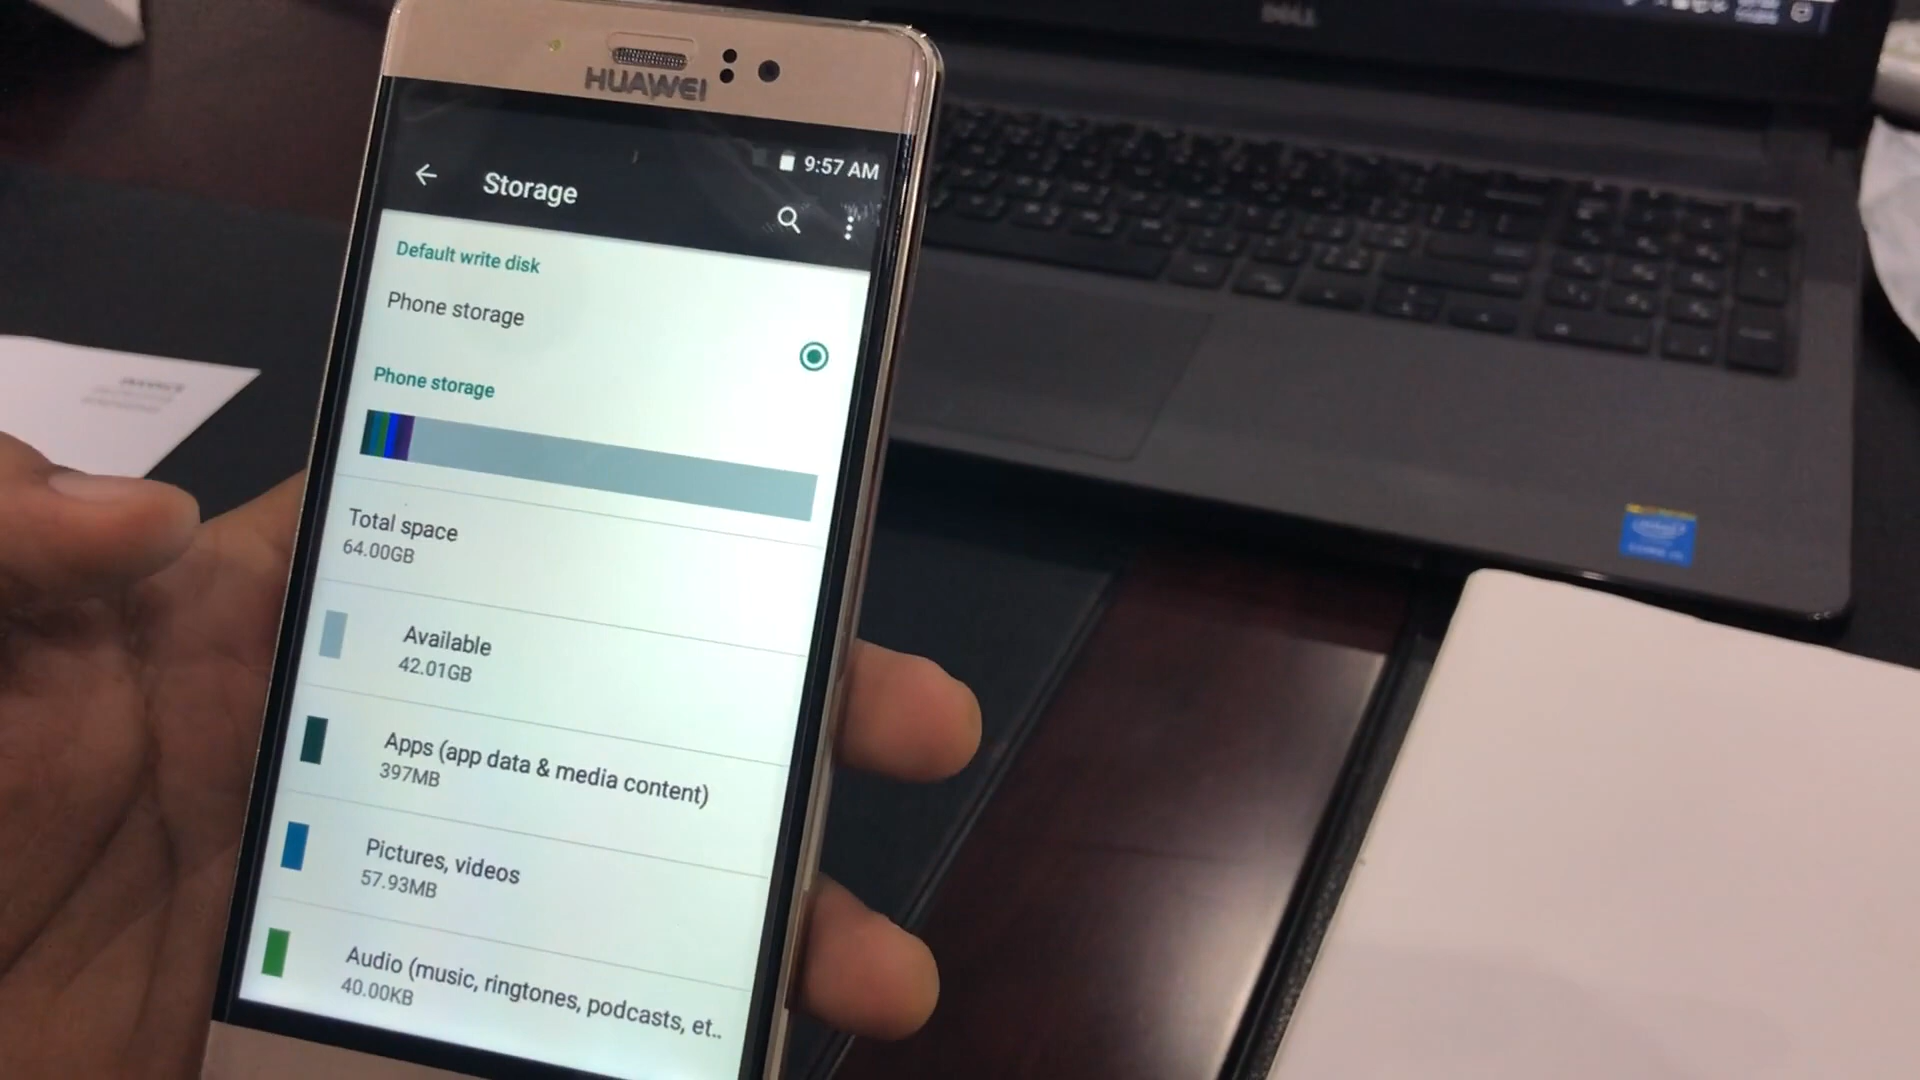 HUAWEI
9:57 AM
Storage
Default write disk
Phone storage
Phone storage
Total space
64.00GB
Available
42.01GB
Apps (app data & media content)
397MB
Pictures, videos
57.93MB
Audio (music, ringtones, podcasts, et..
40.00KB
DELL